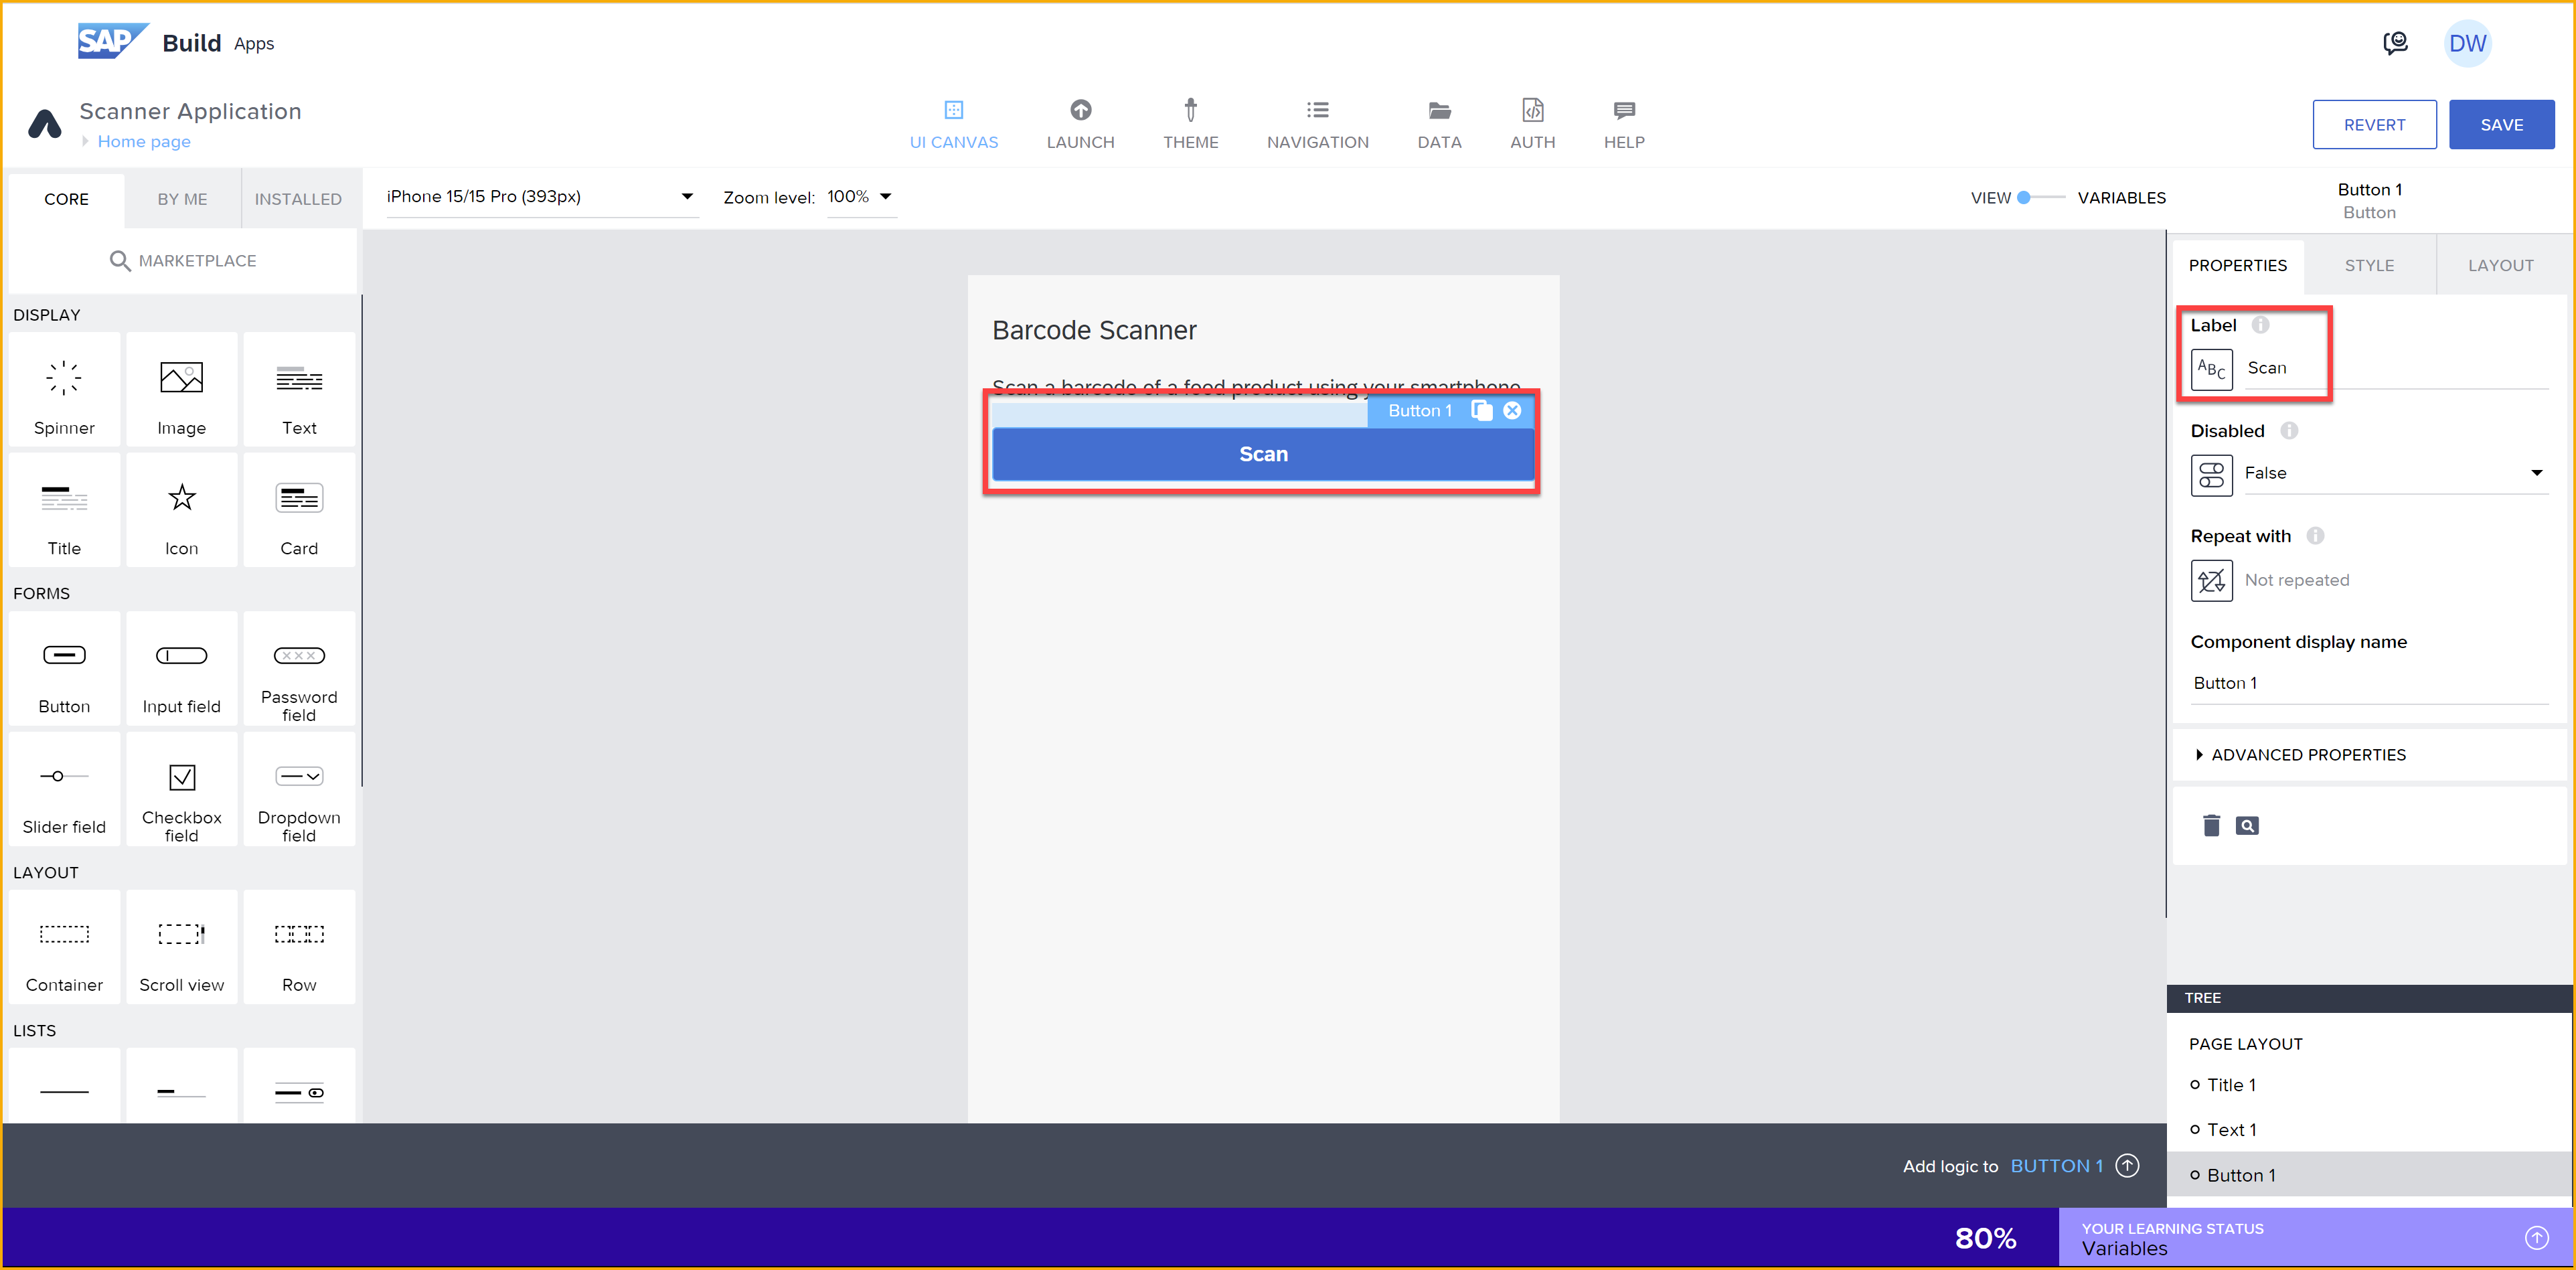 SAP Build Apps
DW
Scanner Application
Home page
UI CANVAS
LAUNCH
THEME
NAVIGATION
DATA
AUTH
HELP
REVERT
SAVE
CORE
BY ME
INSTALLED
iPhone 15/15 Pro (393px)
Zoom level: 100%
VIEW
VARIABLES
Button 1
Button
MARKETPLACE
DISPLAY
Spinner
Image
Text
Title
Icon
Card
FORMS
Button
Input field
Password
field
Slider field
Checkbox
field
Dropdown
field
LAYOUT
Container
Scroll view
Row
LISTS
Barcode Scanner
Scan a barcode of a food product using your smartphone
Button 1
Scan
PROPERTIES
STYLE
LAYOUT
Label
ABC
Scan
Disabled
False
Repeat with
Not repeated
Component display name
Button 1
ADVANCED PROPERTIES
TREE
PAGE LAYOUT
Title 1
Text 1
Button 1
Add logic to BUTTON 1
80%
YOUR LEARNING STATUS
Variables